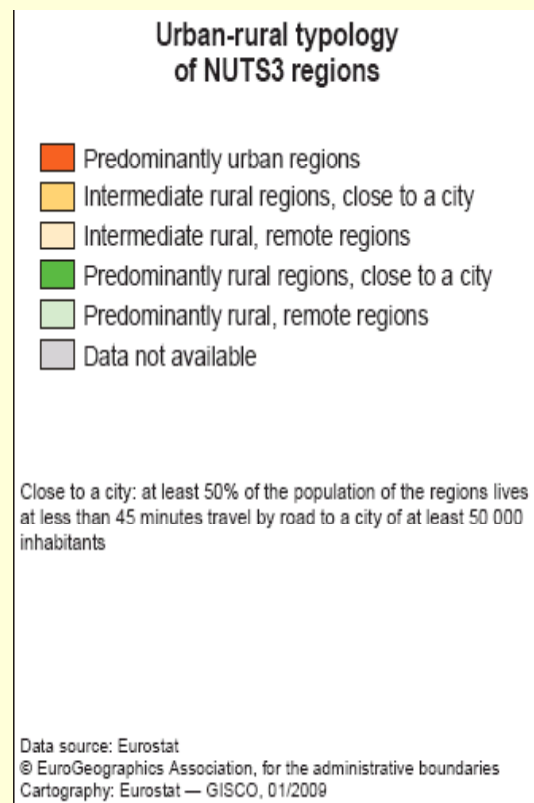 Urban-rural typology
of NUTS3 regions
Predominantly urban regions
Intermediate rural regions, close to a city
Intermediate rural, remote regions
Predominantly rural regions, close to a city
Predominantly rural, remote regions
Data not available
Close to a city: at least 50% of the population of the regions lives
at less than 45 minutes travel by road to a city of at least 50 000
inhabitants
Data source: Eurostat
© EuroGeographics Association, for the administrative boundaries
Cartography: Eurostat — GISCO, 01/2009